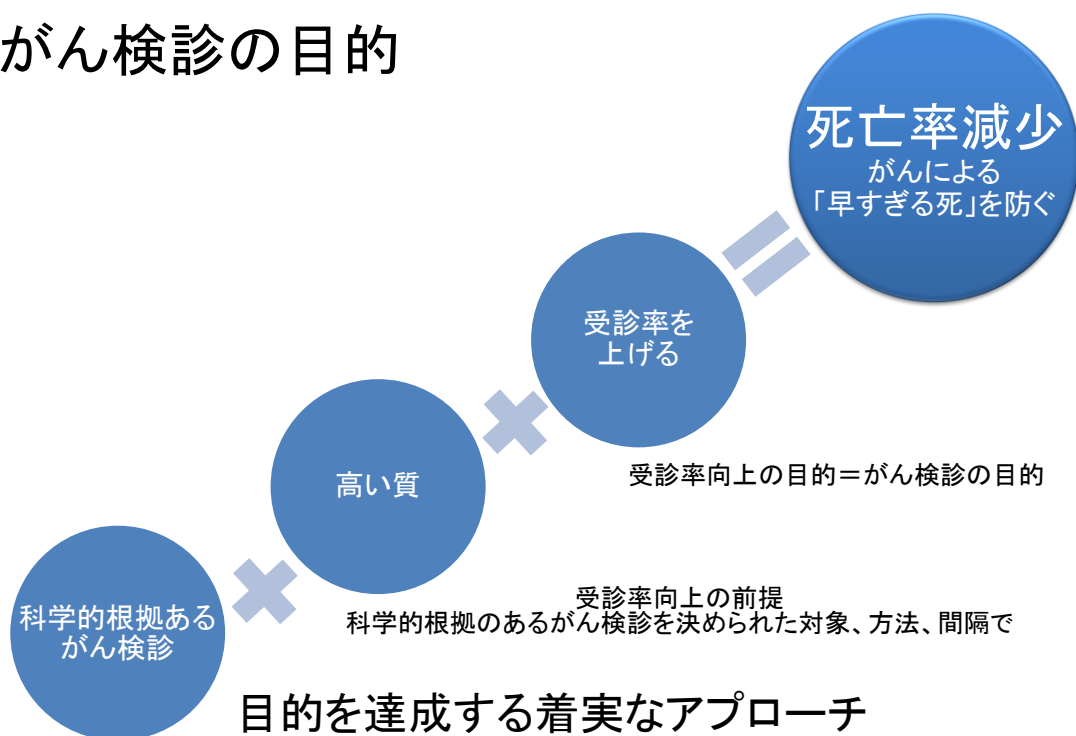 がん検診の目的
死亡率減少
がんによる
「早すぎる死」を防ぐ
受診率を
上げる
受診率向上の目的＝がん検診の目的
高い質
受診率向上の前提
科学的根拠のあるがん検診を決められた対象、方法、間隔で
科学的根拠ある
がん検診
目的を達成する着実なアプローチ